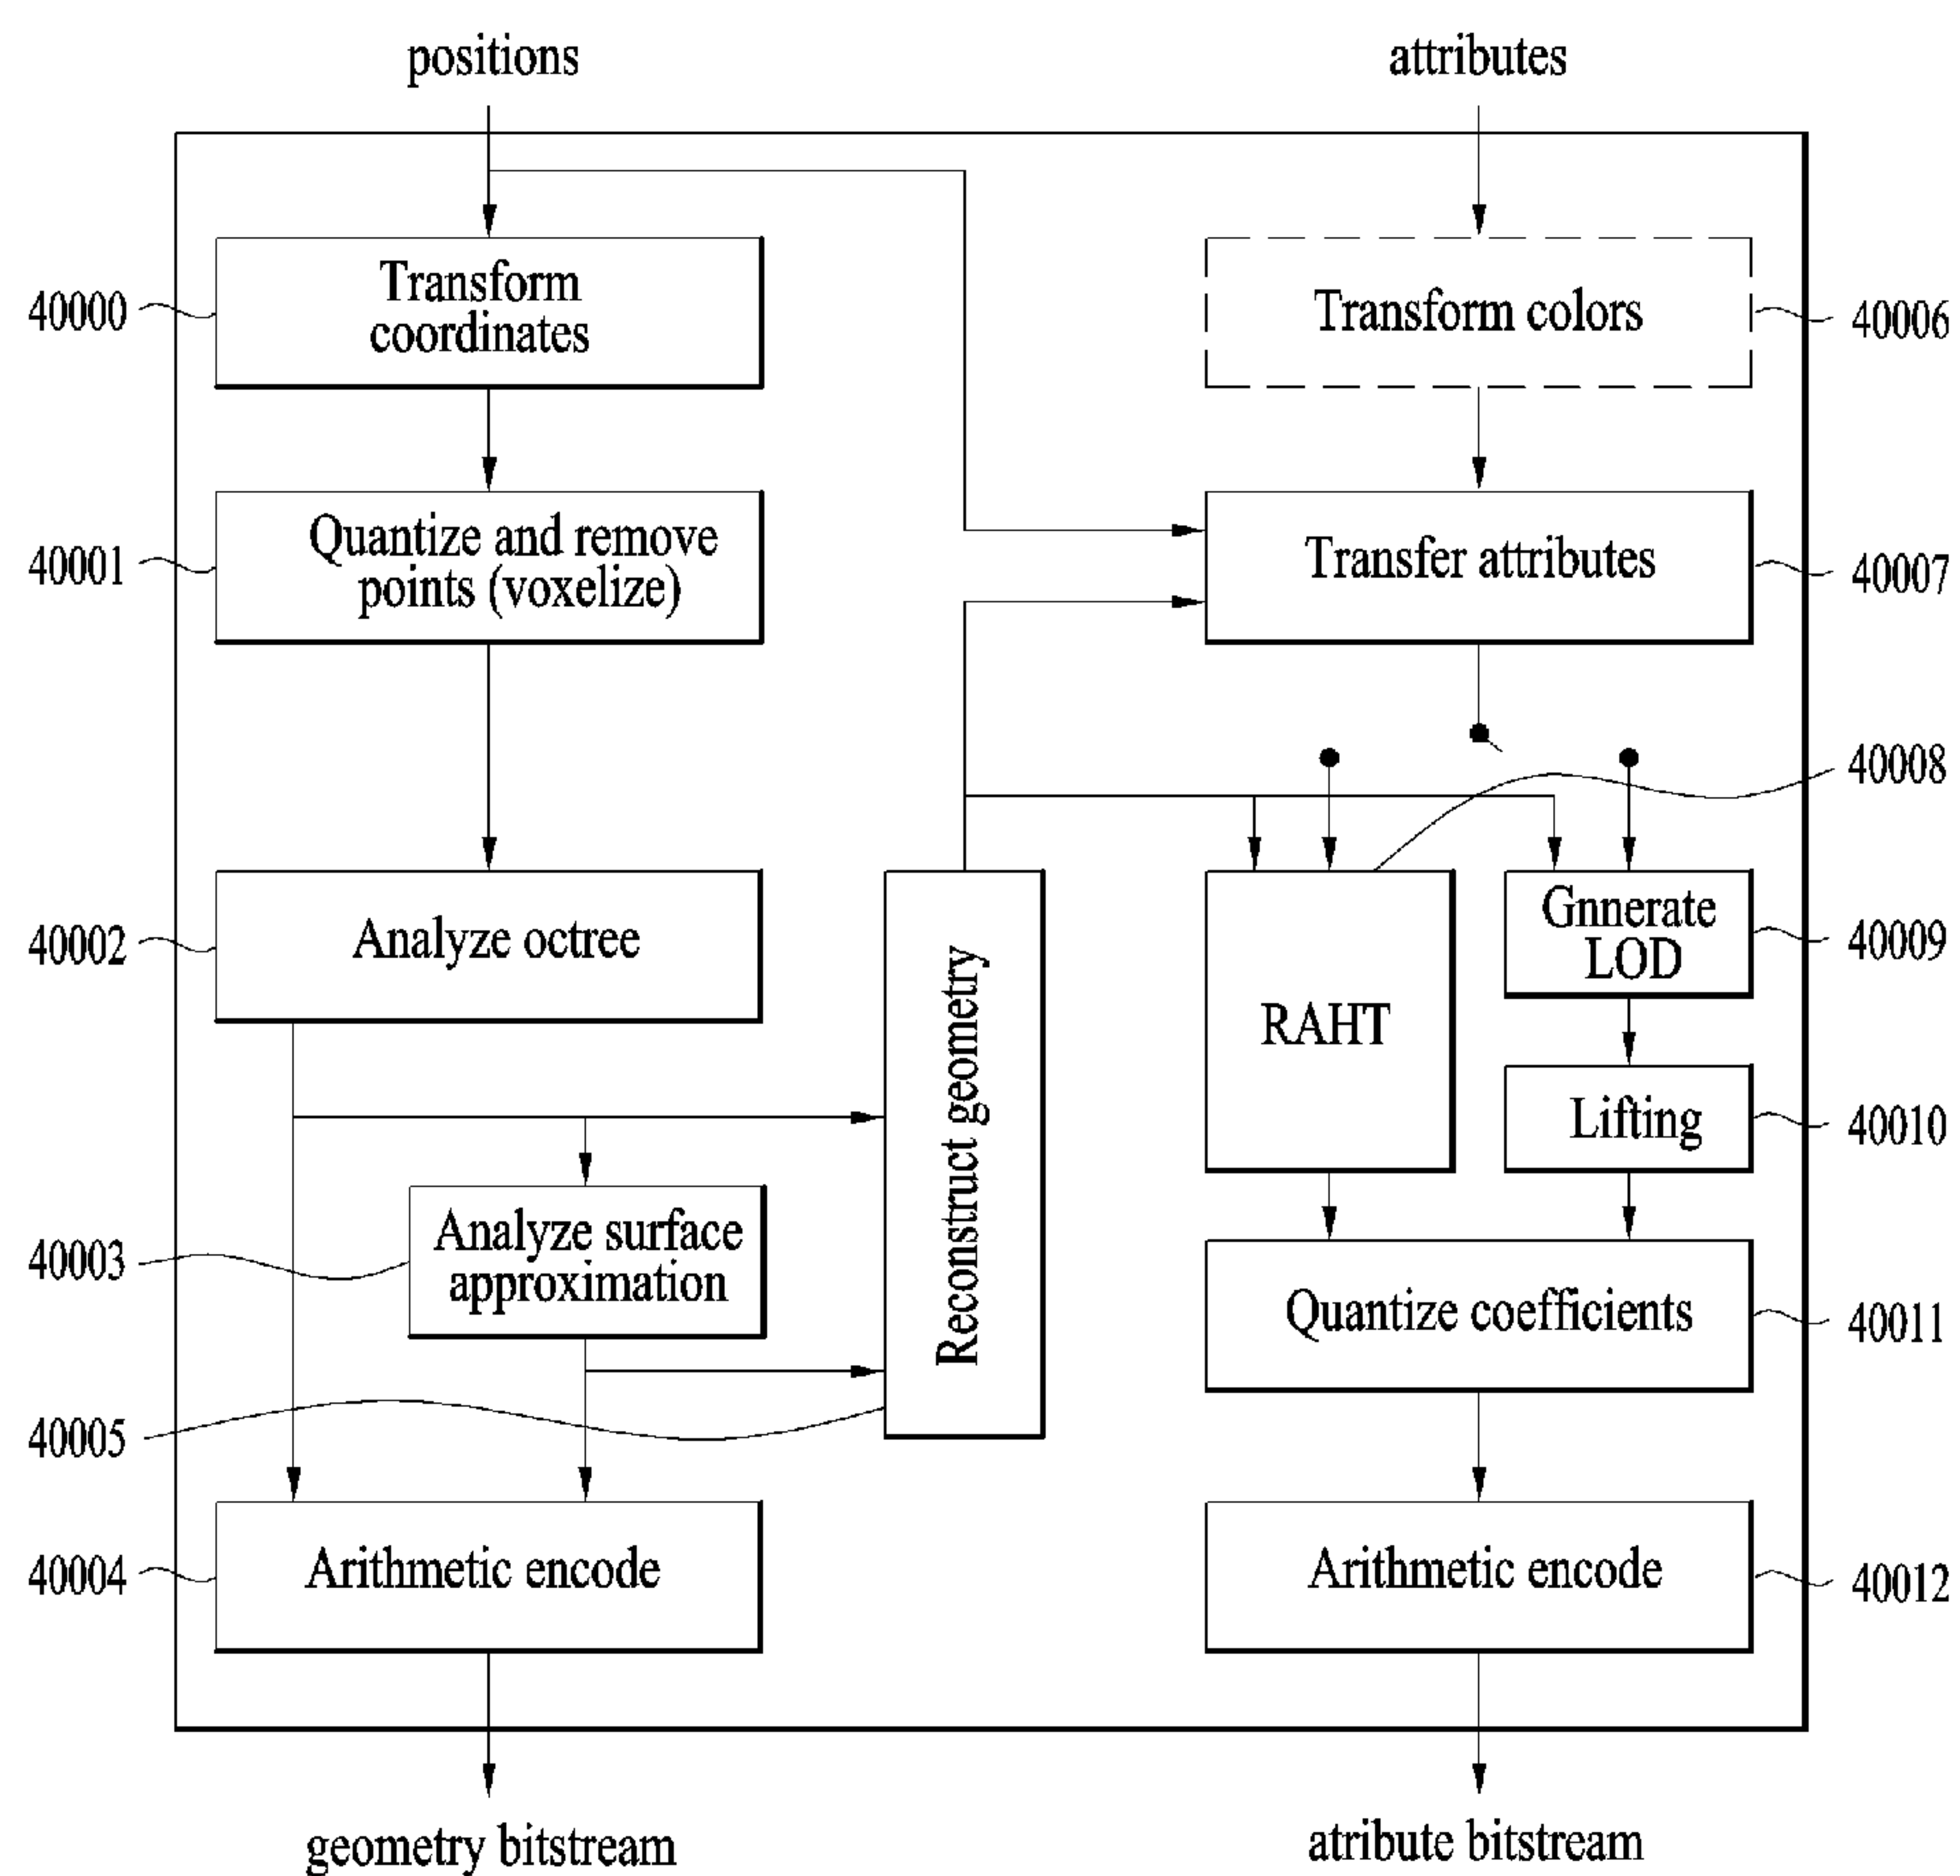 positions
attributes
Transform
coordinates
40000
Transform colors
40006
Quantize and remove
points (voxelize)
40001
Transfer attributes
40007
40008
Analyze octree
40002
Reconstruct geometry
RAHT
Gnnerate
LOD
40009
Lifting
40010
Analyze surface
approximation
40003
Quantize coefficients
40011
40005
Arithmetic encode
40004
Arithmetic encode
40012
geometry bitstream
atribute bitstream